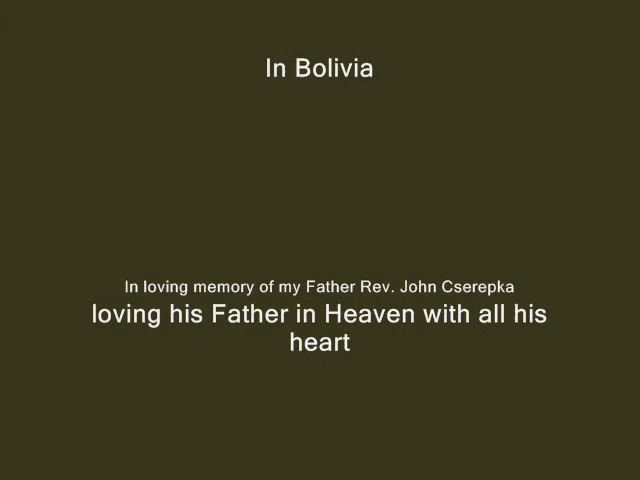 In Bolivia
In loving memory of my Father Rev. John Cserepka
loving his Father in Heaven with all his
heart